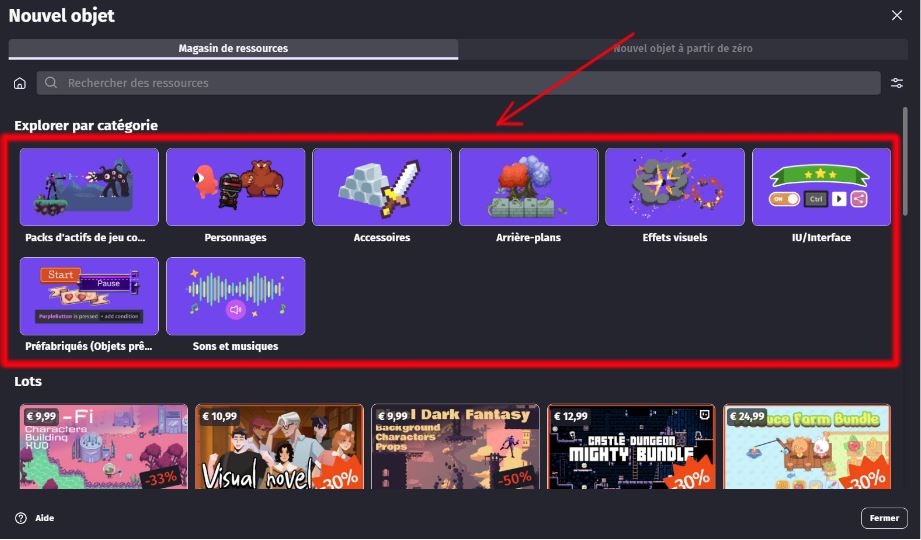 Nouvel objet
Magasin de ressources
Nouvel objet à partir de zéro
Rechercher des ressources
Explorer par catégorie
ON
Ctrl
Packs d'actifs de jeu co...
Personnages
Accessoires
Arrière-plans
Effets visuels
IU/Interface
Start
Pause
PurpleButton is pressed + add condition
Préfabriqués (Objets prê...
Sons et musiques
Lots
€ 9,99
-Fi
Characters
Building
HUD
-33%
€ 10,99
Visual novel
-30%
€ 9,99
l Dark Fantasy
Background
Characters
Props
-50%
€ 12,99
CASTLE-DUNGEON
MIGHTY BUNDLE
-30%
€ 24,99
ce Farm Bundle
-30%
Aide
Fermer